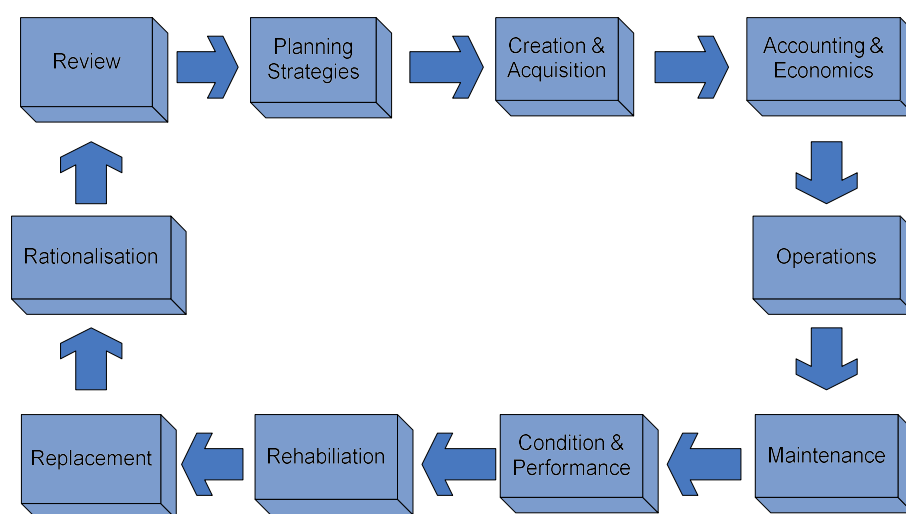 Review
Planning
Strategies
Creation &
Acquisition
Accounting &
Economics
Operations
Maintenance
Condition &
Performance
Rehabiliation
Replacement
Rationalisation